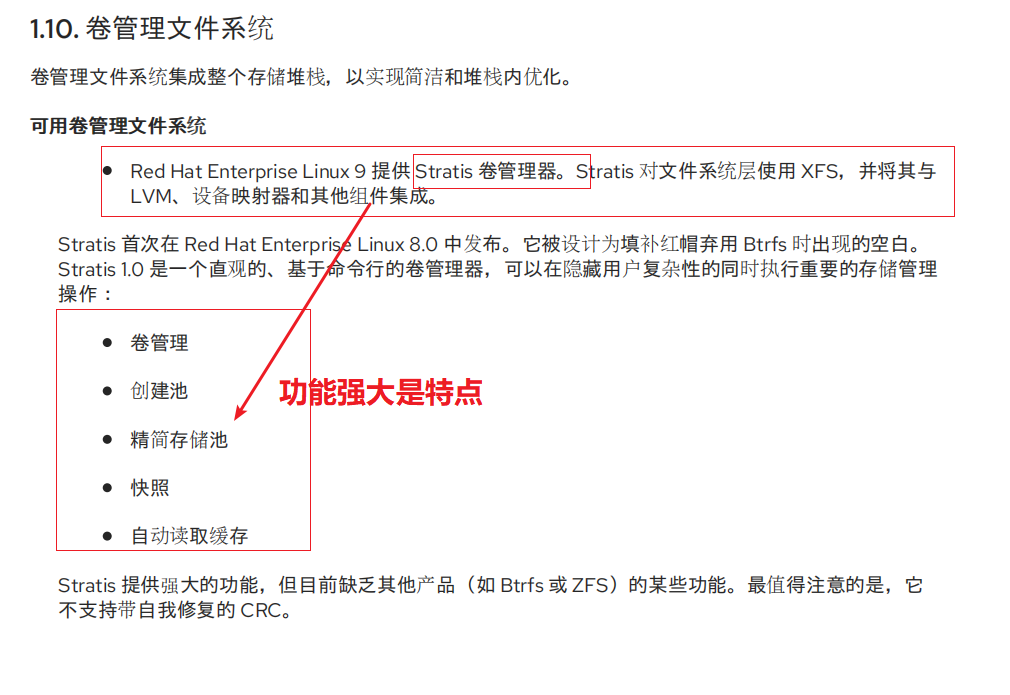 1.10. 卷管理文件系统
卷管理文件系统集成整个存储堆栈，以实现简洁和堆栈内优化。
可用卷管理文件系统
Red Hat Enterprise Linux 9 提供 Stratis 卷管理器。Stratis 对文件系统层使用 XFS，并将其与
LVM、设备映射器和其他组件集成。
Stratis 首次在 Red Hat Enterprise Linux 8.0 中发布。它被设计为填补红帽弃用 Btrfs 时出现的空白。
Stratis 1.0 是一个直观的、基于命令行的卷管理器，可以在隐藏用户复杂性的同时执行重要的存储管理
操作：
卷管理
创建池
功能强大是特点
精简存储池
快照
自动读取缓存
Stratis 提供强大的功能，但目前缺乏其他产品（如 Btrfs 或 ZFS）的某些功能。最值得注意的是，它
不支持带自我修复的 CRC。